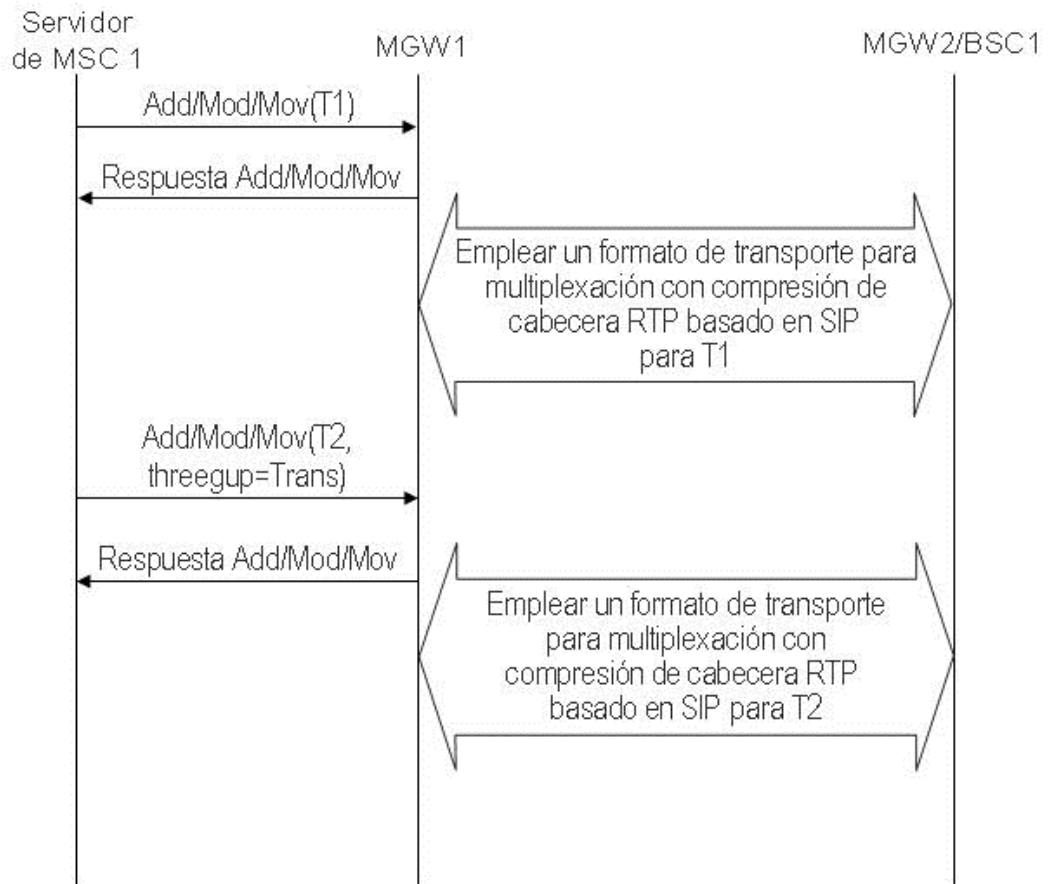 Servidor
de MSC 1
MGW1
MGW2/BSC1
Add/Mod/Mov(T1)
Respuesta Add/Mod/Mov
Emplear un formato de transporte para
multiplexación con compresión de
cabecera RTP basado en SIP
para T1
Add/Mod/Mov(T2,
threegup=Trans)
Respuesta Add/Mod/Mov
Emplear un formato de transporte
para multiplexación con
compresión de cabecera RTP
basado en SIP para T2